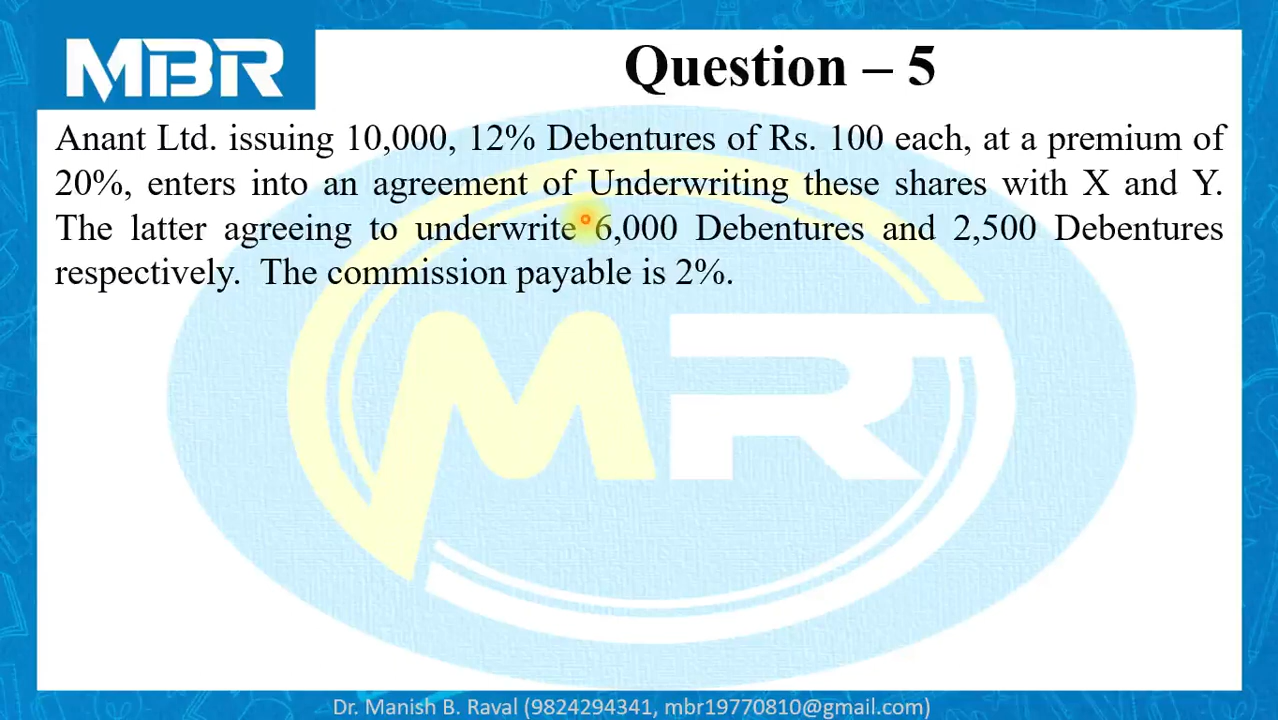 MBR
Question – 5
Anant Ltd. issuing 10,000, 12% Debentures of Rs. 100 each, at a premium of
20%, enters into an agreement of Underwriting these shares with X and Y.
The latter agreeing to underwrite 6,000 Debentures and 2,500 Debentures
respectively. The commission payable is 2%.
MR
Dr. Manish B. Raval (9824294341, mbr19770810@gmail.com)